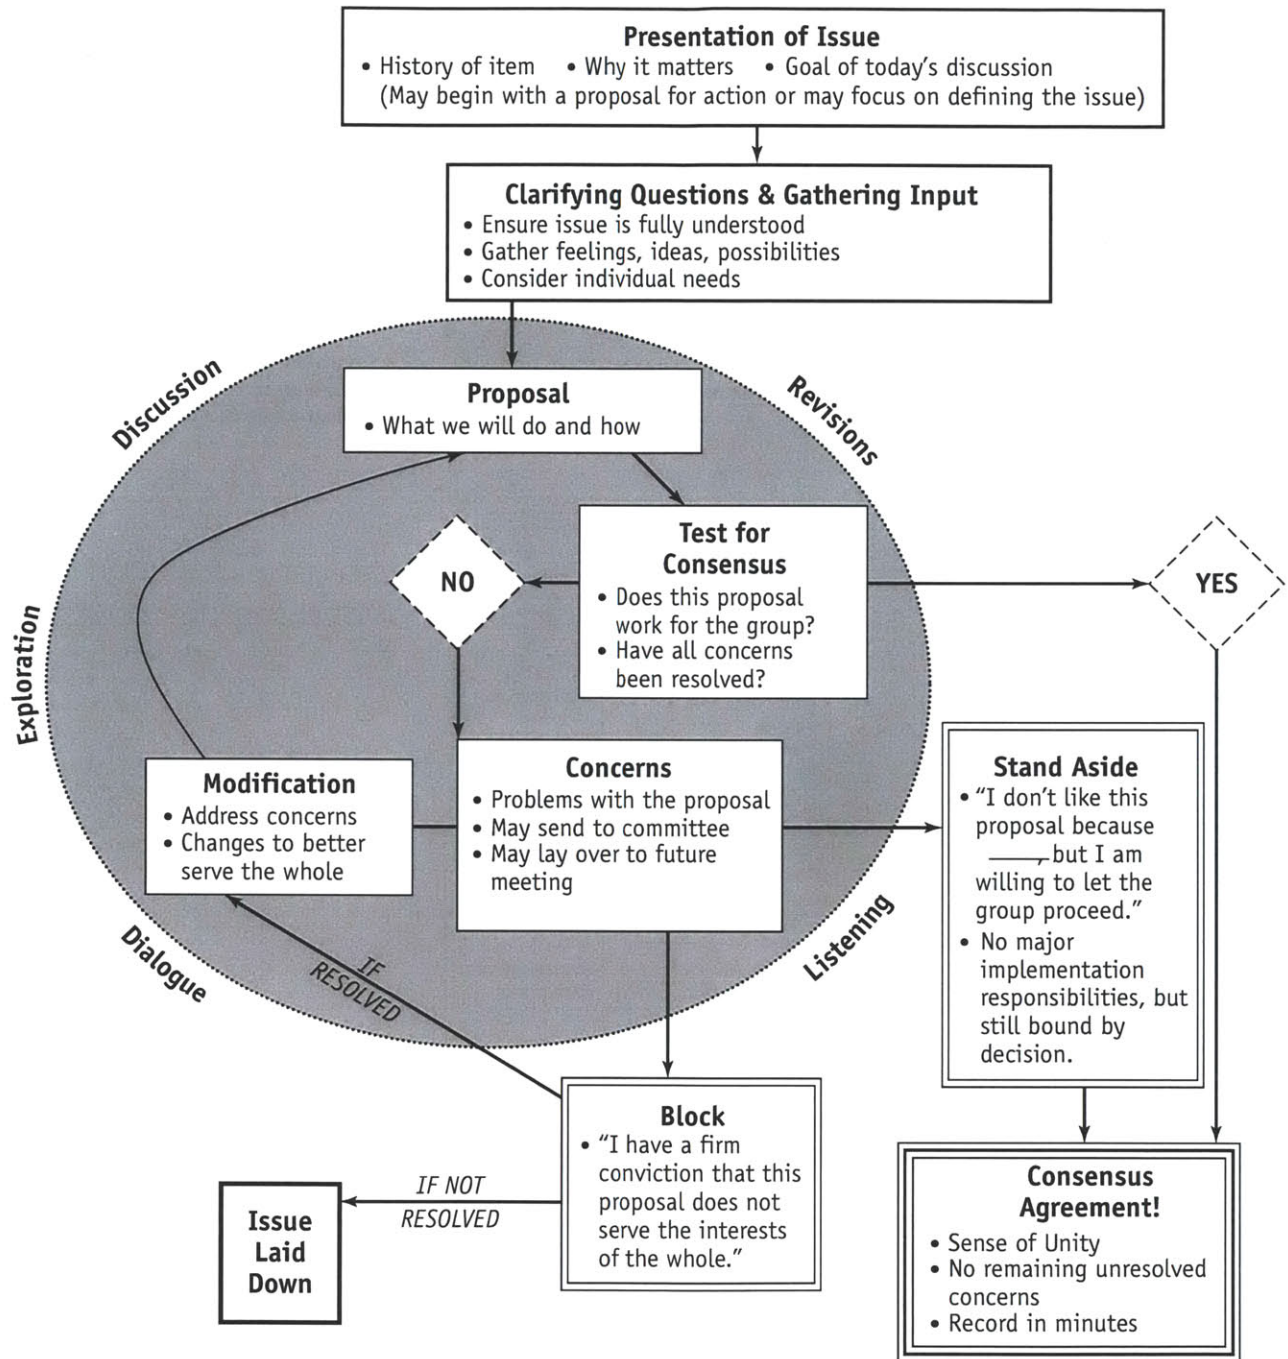 Presentation of Issue
• History of item • Why it matters • Goal of today's discussion
(May begin with a proposal for action or may focus on defining the issue)
Clarifying Questions & Gathering Input
• Ensure issue is fully understood
• Gather feelings, ideas, possibilities
• Consider individual needs
Discussion
Revisions
Proposal
• What we will do and how
Test for
Consensus
• Does this proposal
work for the group?
• Have all concerns
been resolved?
NO
YES
Exploration
Modification
• Address concerns
• Changes to better
serve the whole
Concerns
• Problems with the proposal
• May send to committee
• May lay over to future
meeting
Stand Aside
• "I don't like this
proposal because
____, but I am
willing to let the
group proceed."
• No major
implementation
responsibilities, but
still bound by
decision.
Dialogue
Listening
IF
RESOLVED
Block
• "I have a firm
conviction that this
proposal does not
serve the interests
of the whole."
IF NOT
RESOLVED
Issue
Laid
Down
Consensus
Agreement!
• Sense of Unity
• No remaining unresolved
concerns
• Record in minutes